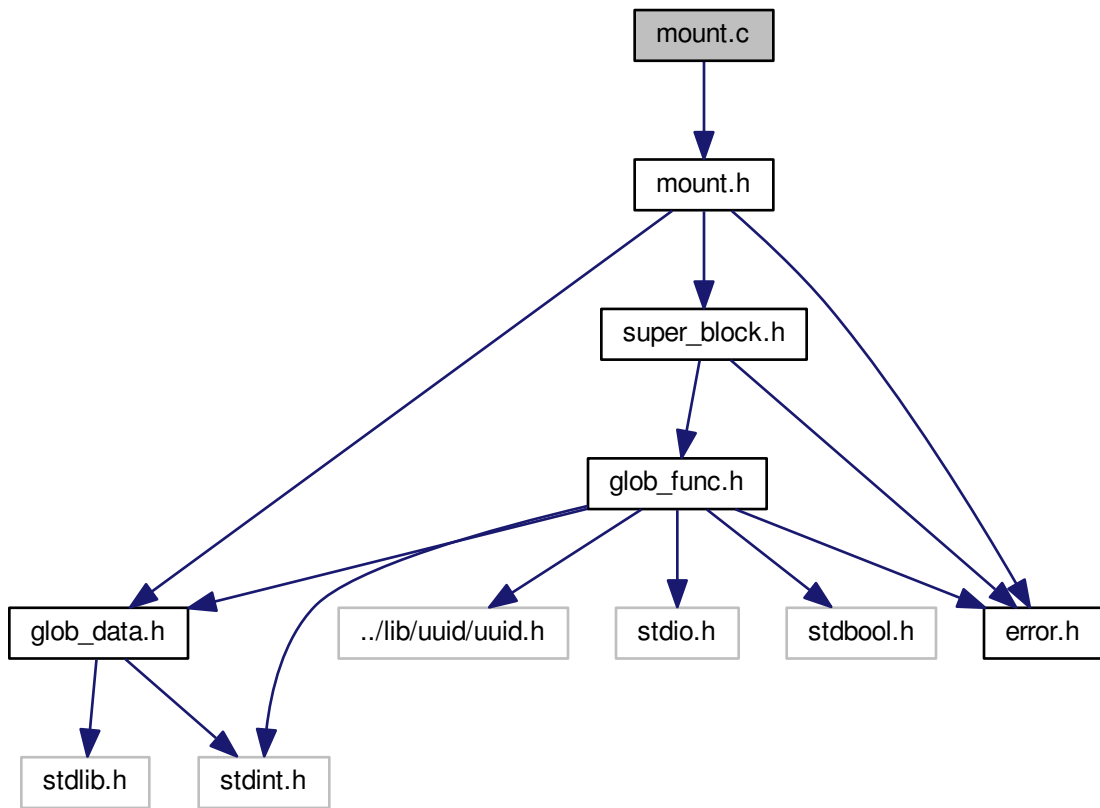 mount.c
mount.h
super_block.h
glob_func.h
glob_data.h
../lib/uuid/uuid.h
stdio.h
stdbool.h
error.h
stdlib.h
stdint.h